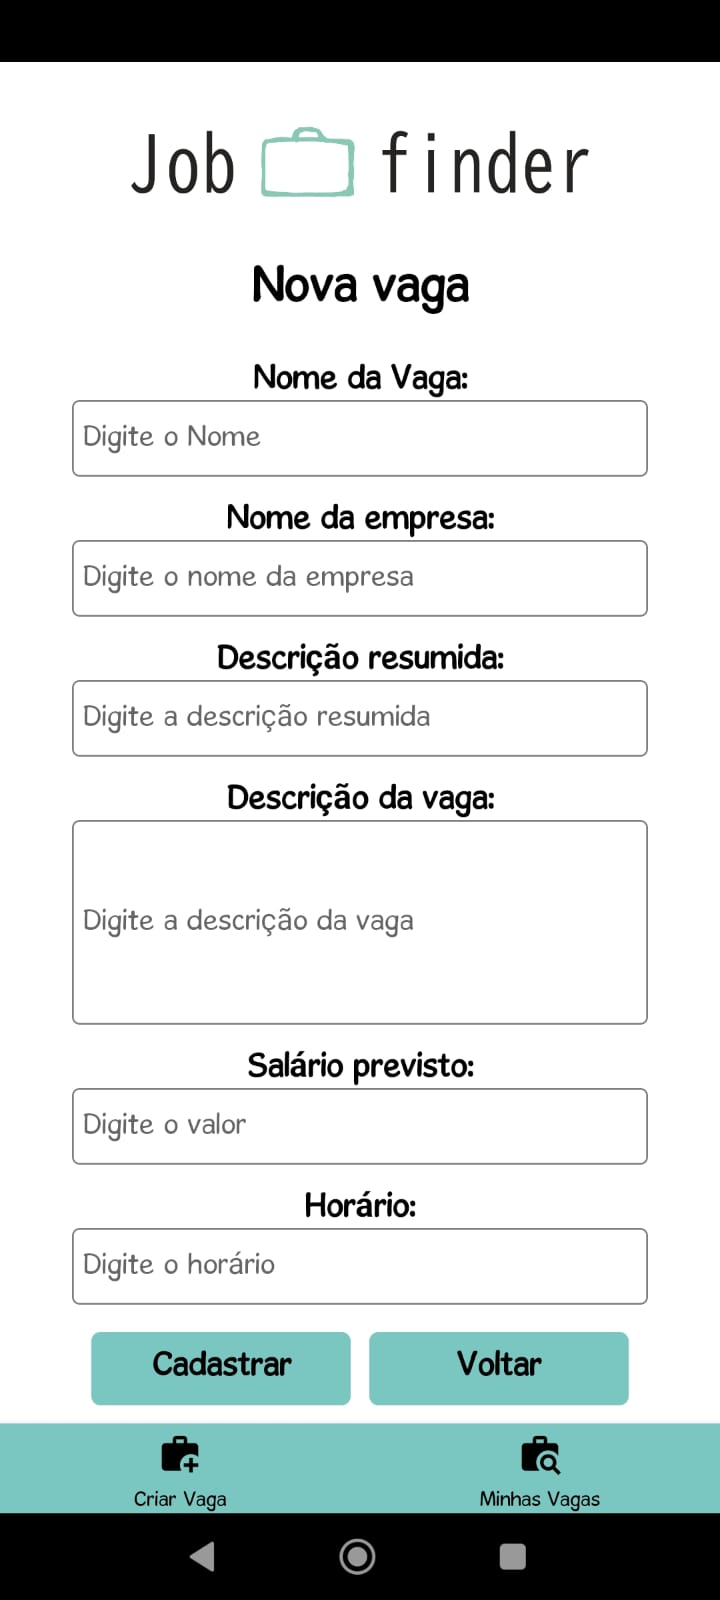 Job finder
Nova vaga
Nome da Vaga:
Digite o Nome
Nome da empresa:
Digite o nome da empresa
Descrição resumida:
Digite a descrição resumida
Descrição da vaga:
Digite a descrição da vaga
Salário previsto:
Digite o valor
Horário:
Digite o horário
Cadastrar Voltar
Criar Vaga Minhas Vagas